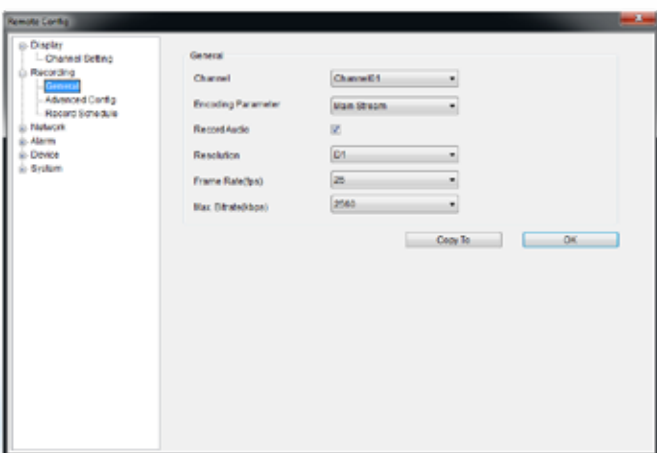 Remote Config
Display
Channel Setting
Recording
General
Advanced Config
Record Schedule
Network
Alarm
Device
System
General
Channel
Channel01
Encoding Parameter
Main Stream
Record Audio
Resolution
D1
Frame Rate(fps)
25
Max. Bitrate(kbps)
2560
Copy To
OK